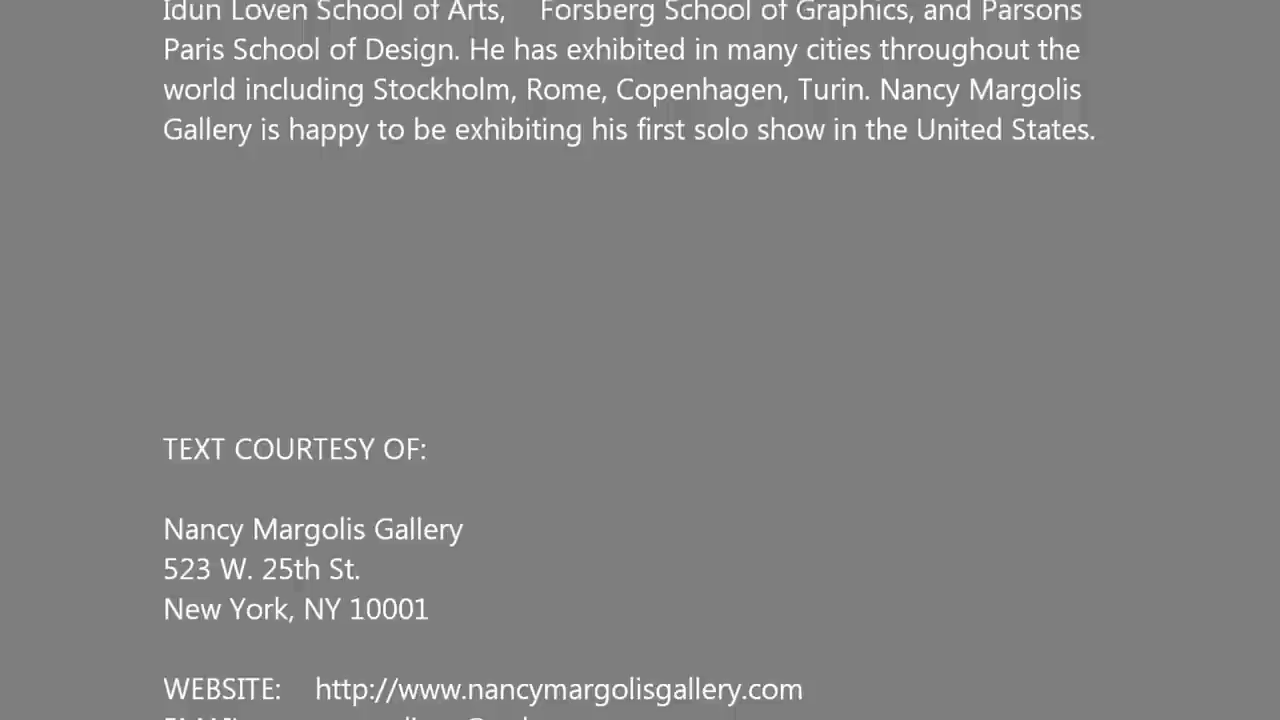 Idun Loven School of Arts,    Forsberg School of Graphics, and Parsons
Paris School of Design. He has exhibited in many cities throughout the
world including Stockholm, Rome, Copenhagen, Turin. Nancy Margolis
Gallery is happy to be exhibiting his first solo show in the United States.
TEXT COURTESY OF:
Nancy Margolis Gallery
523 W. 25th St.
New York, NY 10001
WEBSITE:    http://www.nancymargolisgallery.com